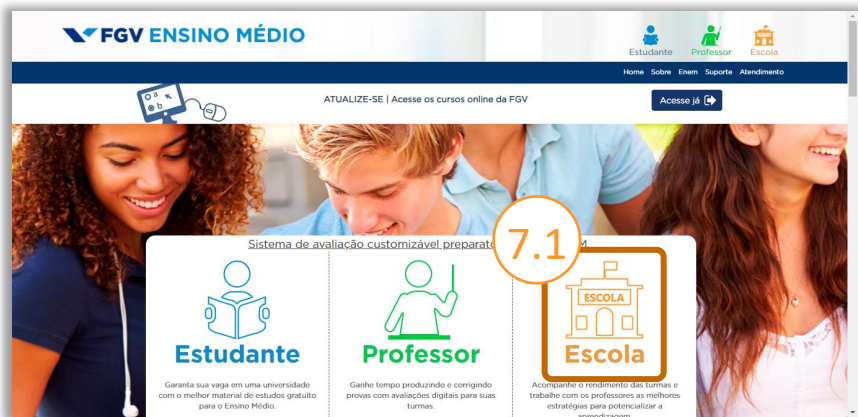 FGV ENSINO MÉDIO
Estudante Professor Escola
Home Sobre Enem Suporte Atendimento
ATUALIZE-SE | Acesse os cursos online da FGV
Acesse já
a
b
7.1
Sistema de avaliação customizável M
ESCOLA
Estudante
Garanta sua vaga em uma universidade
com o melhor material de estudos gratuito
para o Ensino Médio.
Professor
Ganhe tempo produzindo e corrigindo
provas com avaliações digitais para suas
turmas.
Escola
Acompanhe o rendimento das turmas e
trabalhe com os professores as melhores
estratégias para potencializar a
aprendizagem